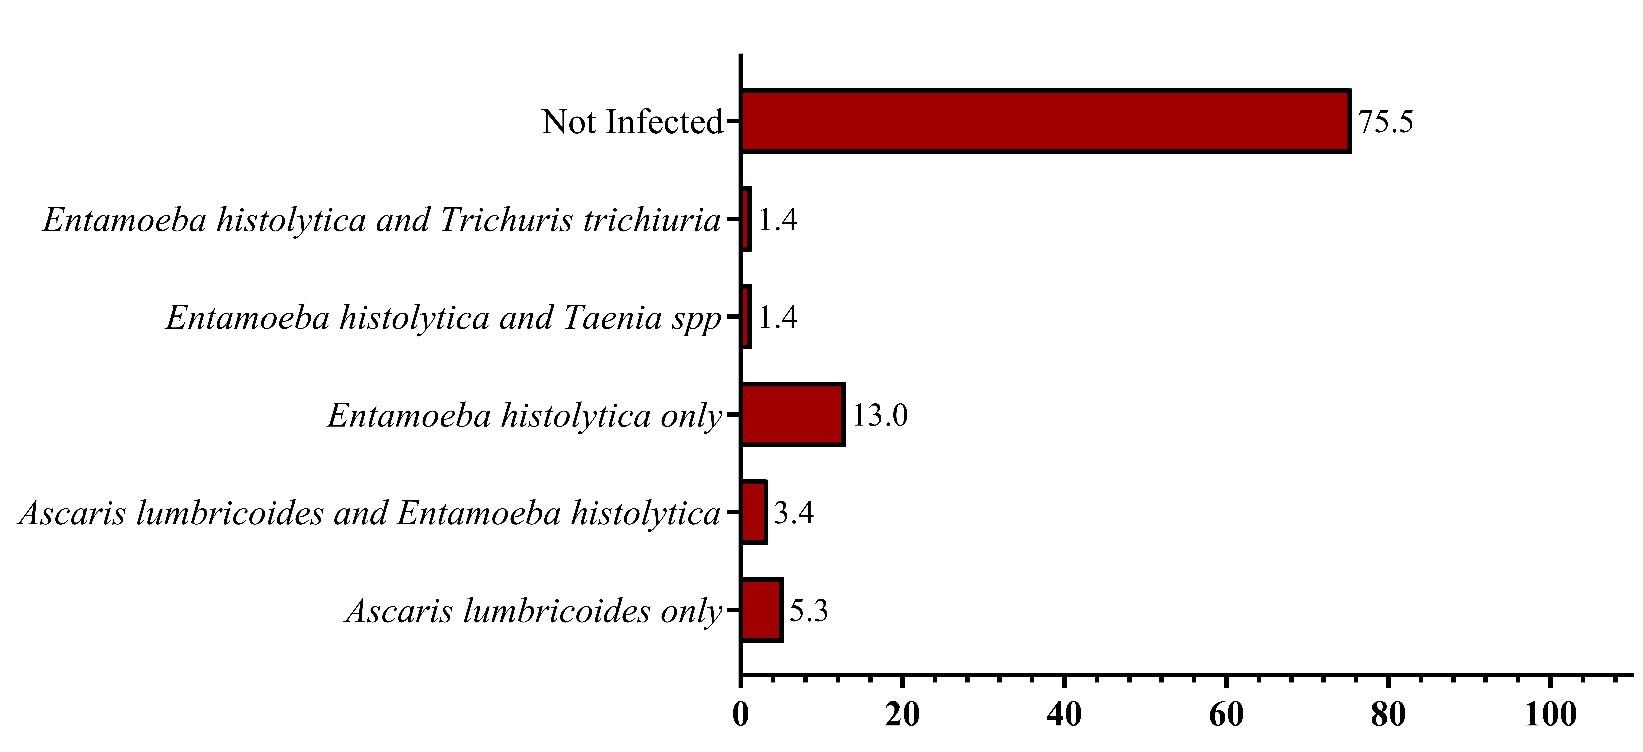 Not Infected 75.5
Entamoeba histolytica and Trichuris trichiuria 1.4
Entamoeba histolytica and Taenia spp 1.4
Entamoeba histolytica only 13.0
Ascaris lumbricoides and Entamoeba histolytica 3.4
Ascaris lumbricoides only 5.3
0 20 40 60 80 100